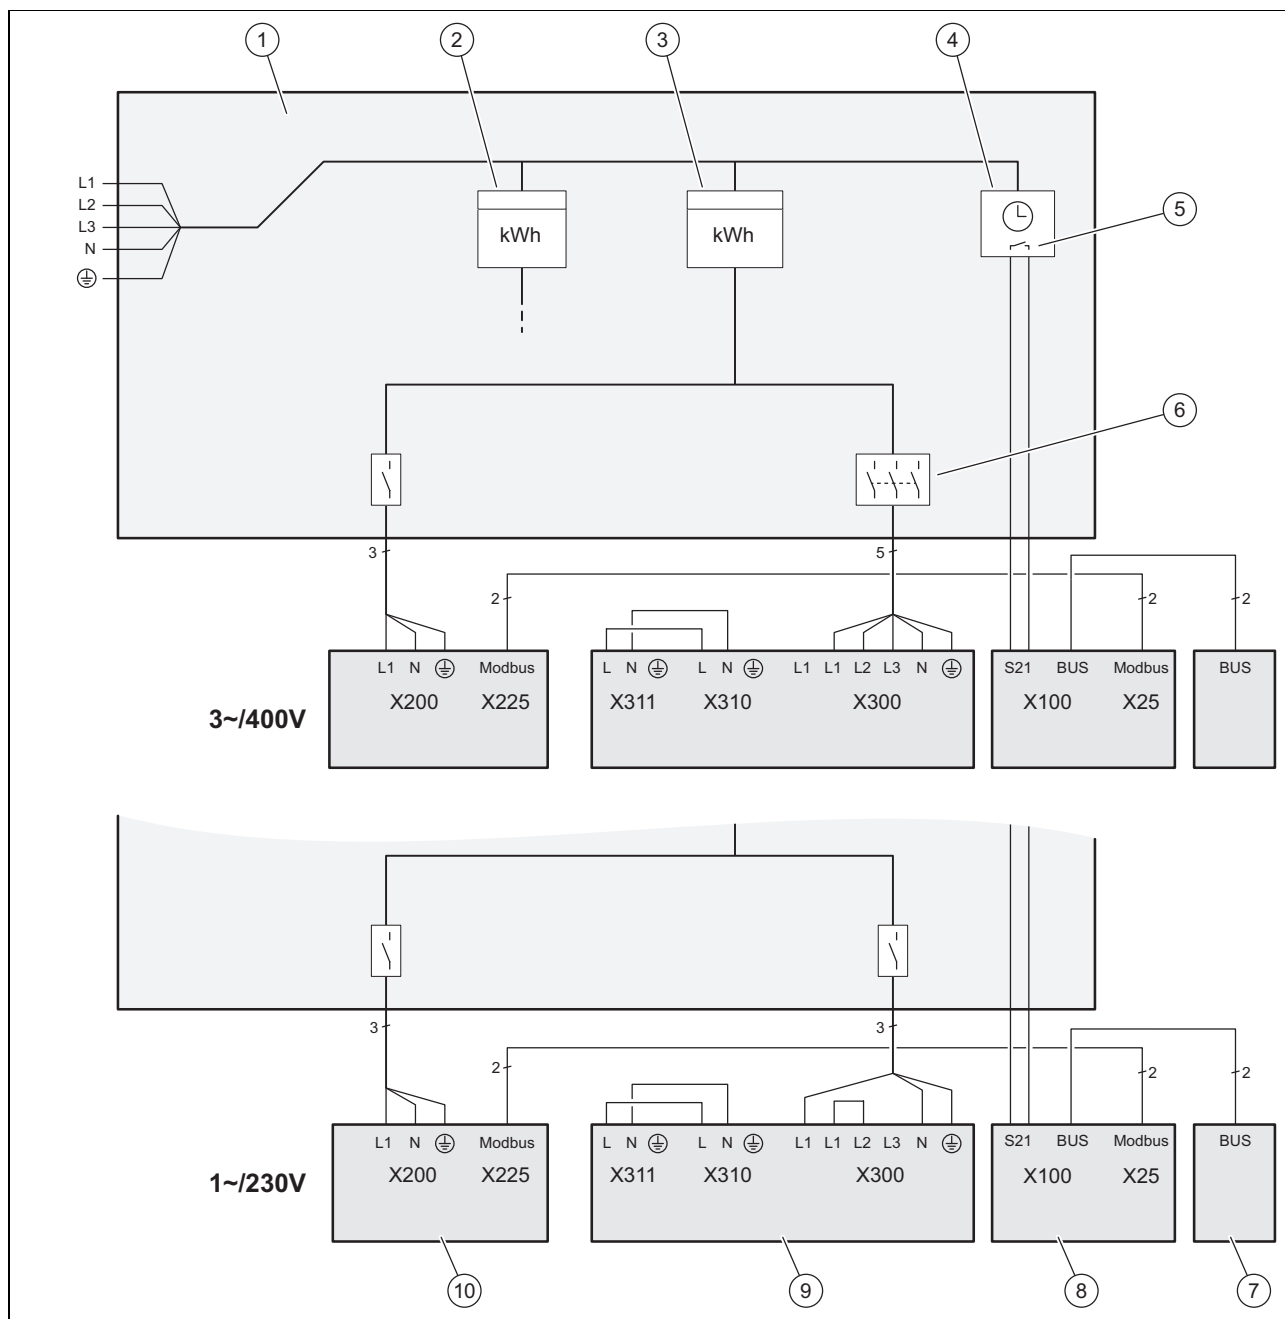 1 2 3 4
L1
L2
L3
N
kWh kWh
5
6
3 5
2 2 2
L1 N Modbus L N L N L1 L1 L2 L3 N S21 BUS Modbus BUS
X200 X225 X311 X310 X300 X100 X25
3~/400V
3 3
2 2 2
L1 N Modbus L N L N L1 L1 L2 L3 N S21 BUS Modbus BUS
X200 X225 X311 X310 X300 X100 X25
1~/230V
10 9 8 7